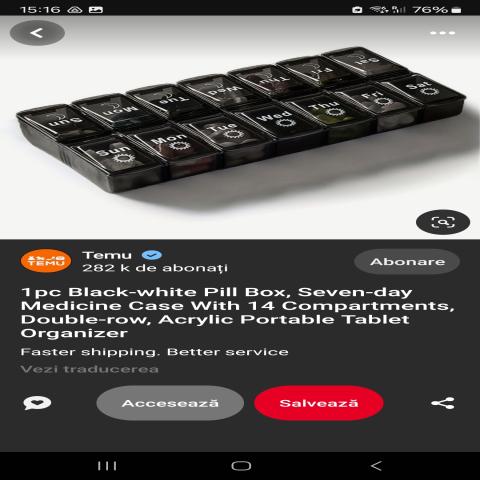 15:16
76%
Sun Mon Tue Wed Thu Fri Sat
Sun Mon Tue Wed Thu Fri Sat
TEMU
Temu
282 k de abonați
Abonare
1pc Black-white Pill Box, Seven-day
Medicine Case With 14 Compartments,
Double-row, Acrylic Portable Tablet
Organizer
Faster shipping. Better service
Vezi traducerea
Accesează
Salvează